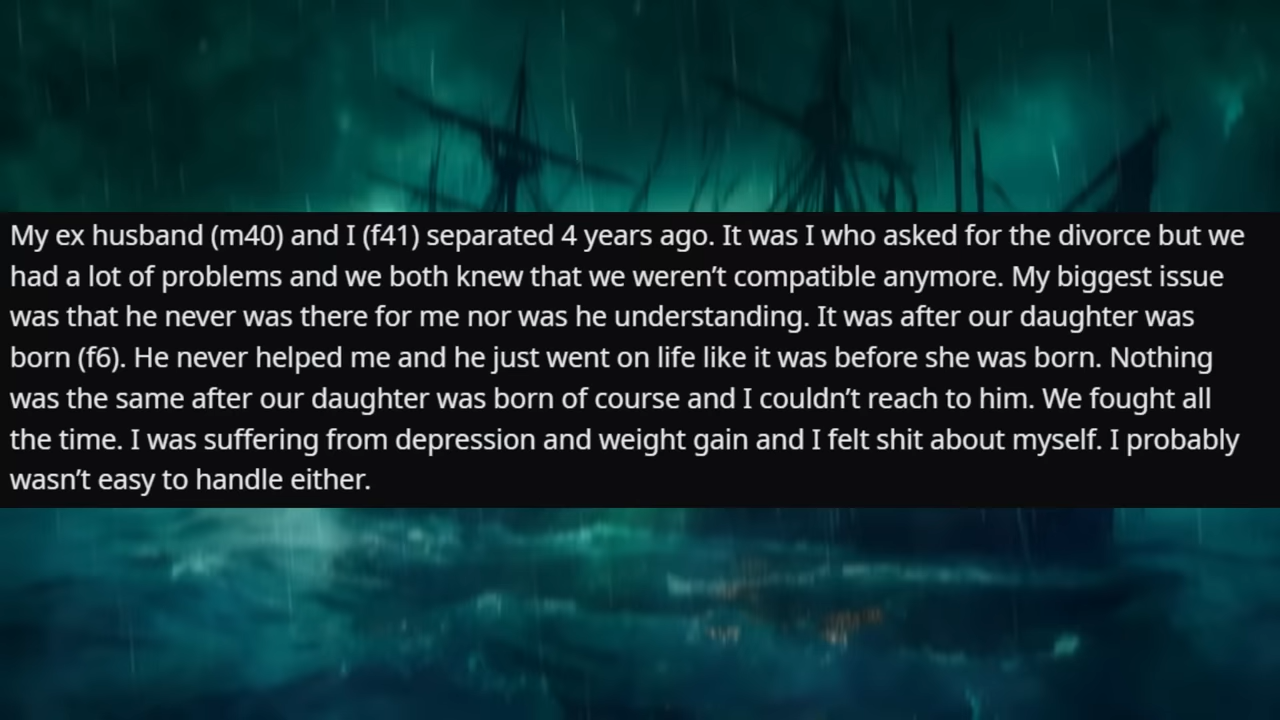 My ex husband (m40) and I (f41) separated 4 years ago. It was I who asked for the divorce but we
had a lot of problems and we both knew that we weren’t compatible anymore. My biggest issue
was that he never was there for me nor was he understanding. It was after our daughter was
born (f6). He never helped me and he just went on life like it was before she was born. Nothing
was the same after our daughter was born of course and I couldn’t reach to him. We fought all
the time. I was suffering from depression and weight gain and I felt shit about myself. I probably
wasn’t easy to handle either.